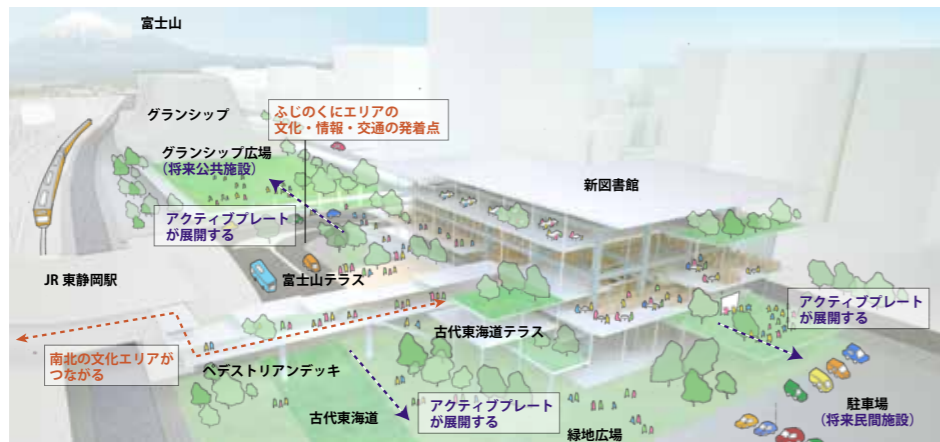 富士山
グランシップ
ふじのくにエリアの
文化・情報・交通の発着点
グランシップ広場
（将来公共施設）
新図書館
アクティブプレート
が展開する
JR 東静岡駅
富士山テラス
アクティブプレート
が展開する
古代東海道テラス
南北の文化エリアが
つながる
ペデストリアンデッキ
古代東海道
アクティブプレート
が展開する
緑地広場
駐車場
（将来民間施設）